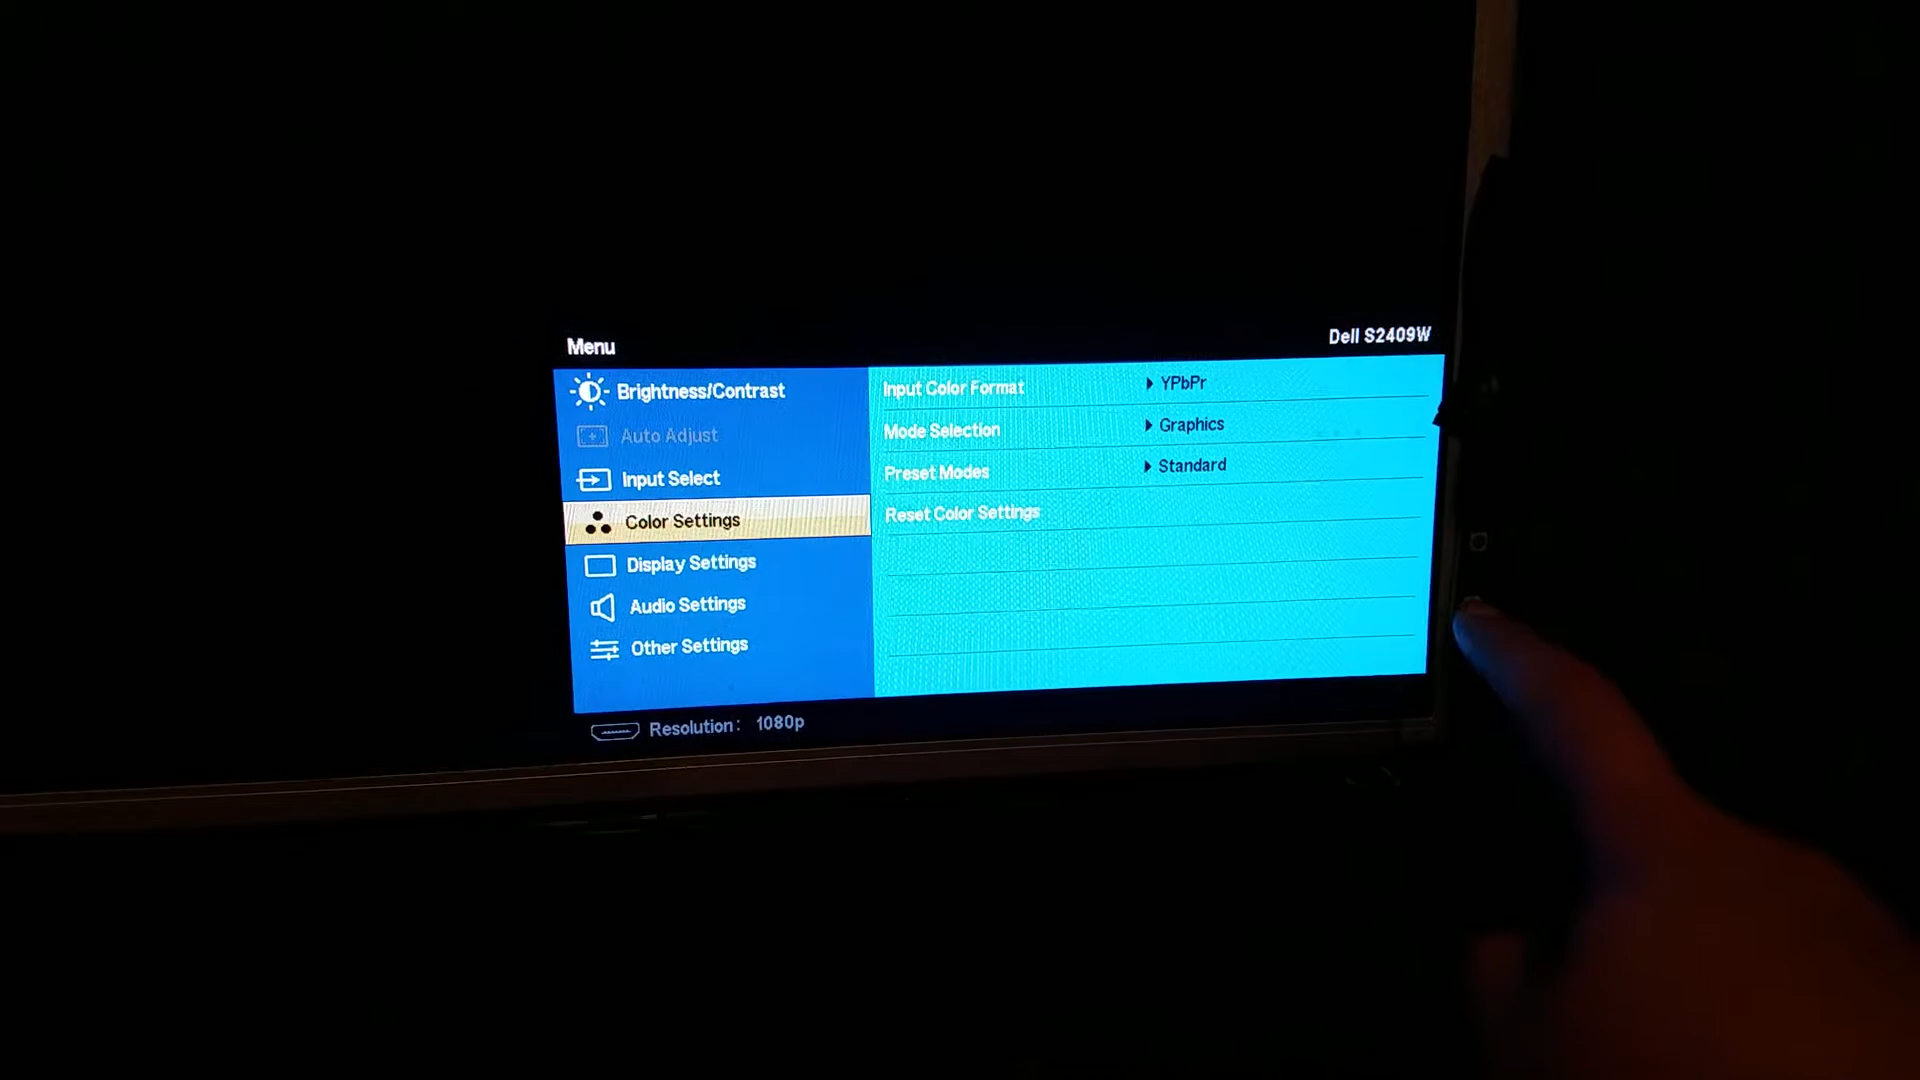 Menu
Dell S2409W
Brightness/Contrast
Auto Adjust
Input Select
Color Settings
Display Settings
Audio Settings
Other Settings
Input Color Format YPbPr
Mode Selection Graphics
Preset Modes Standard
Reset Color Settings
Resolution: 1080p